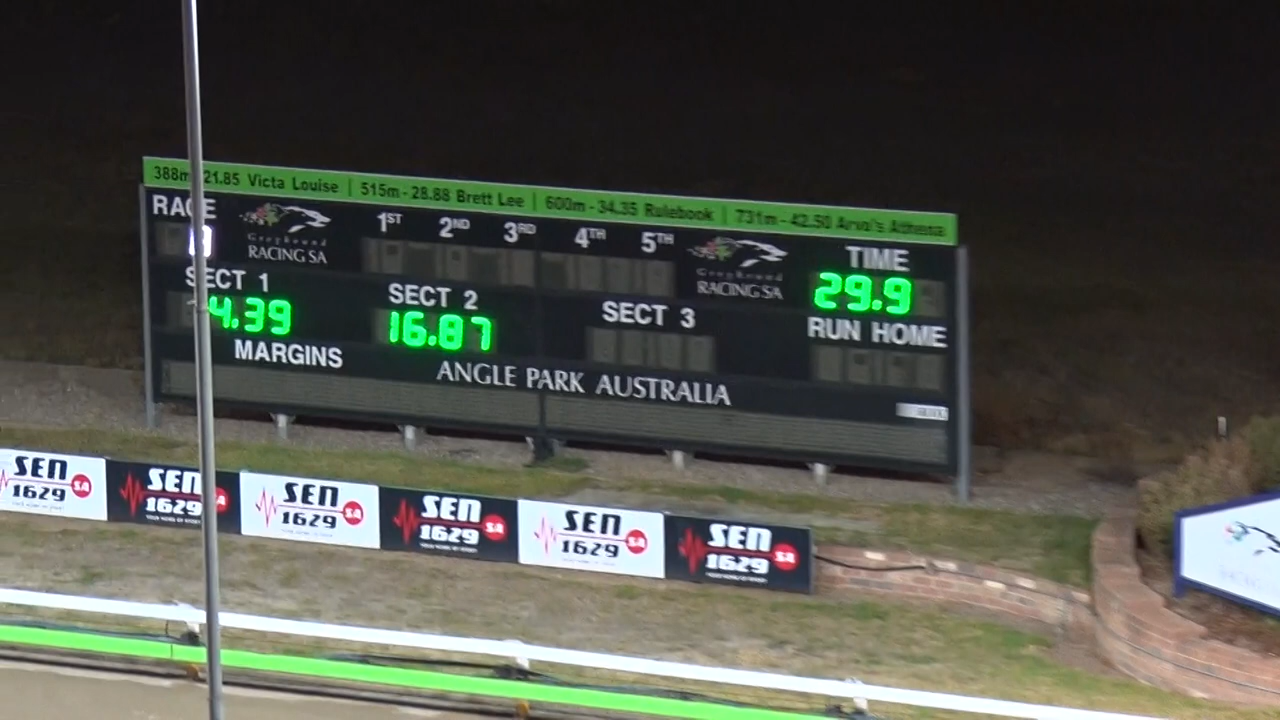 388m 21.85 Victa Louise | 515m - 28.88 Brett Lee | 600m - 34.35 Rulebook | 731m - 42.50 Arvo's Athena
RACE
Greyhound
RACING SA
1ST 2ND 3RD 4TH 5TH
Greyhound
RACING SA
TIME
29.9
SECT 1
4.39
SECT 2
16.87
SECT 3
RUN HOME
MARGINS
ANGLE PARK AUSTRALIA
SEN
1629 SA
SEN
1629 SA
SEN
1629 SA
SEN
1629 SA
SEN
1629 SA
SEN
1629 SA